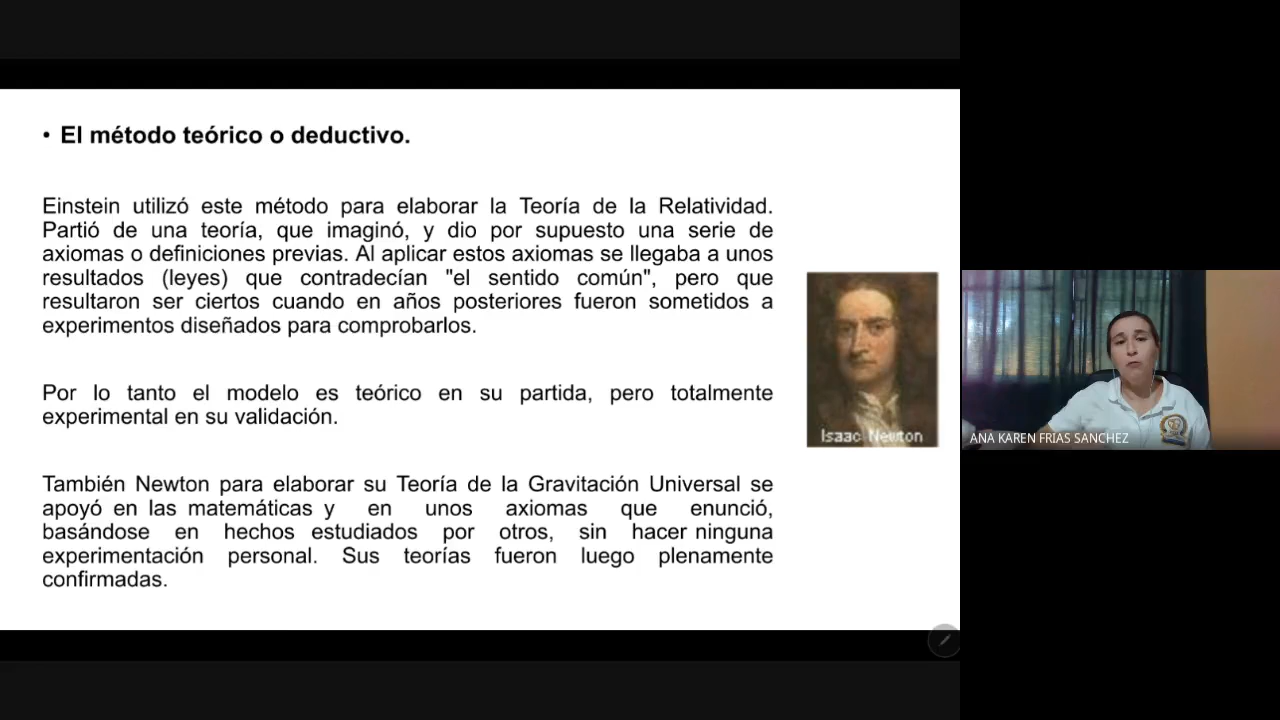 • El método teórico o deductivo.
Einstein utilizó este método para elaborar la Teoría de la Relatividad.
Partió de una teoría, que imaginó, y dio por supuesto una serie de
axiomas o definiciones previas. Al aplicar estos axiomas se llegaba a unos
resultados (leyes) que contradecían "el sentido común", pero que
resultaron ser ciertos cuando en años posteriores fueron sometidos a
experimentos diseñados para comprobarlos.
Por lo tanto el modelo es teórico en su partida, pero totalmente
experimental en su validación.
También Newton para elaborar su Teoría de la Gravitación Universal se
apoyó en las matemáticas y en unos axiomas que enunció,
basándose en hechos estudiados por otros, sin hacer ninguna
experimentación personal. Sus teorías fueron luego plenamente
confirmadas.
Isaac Newton
ANA KAREN FRIAS SANCHEZ